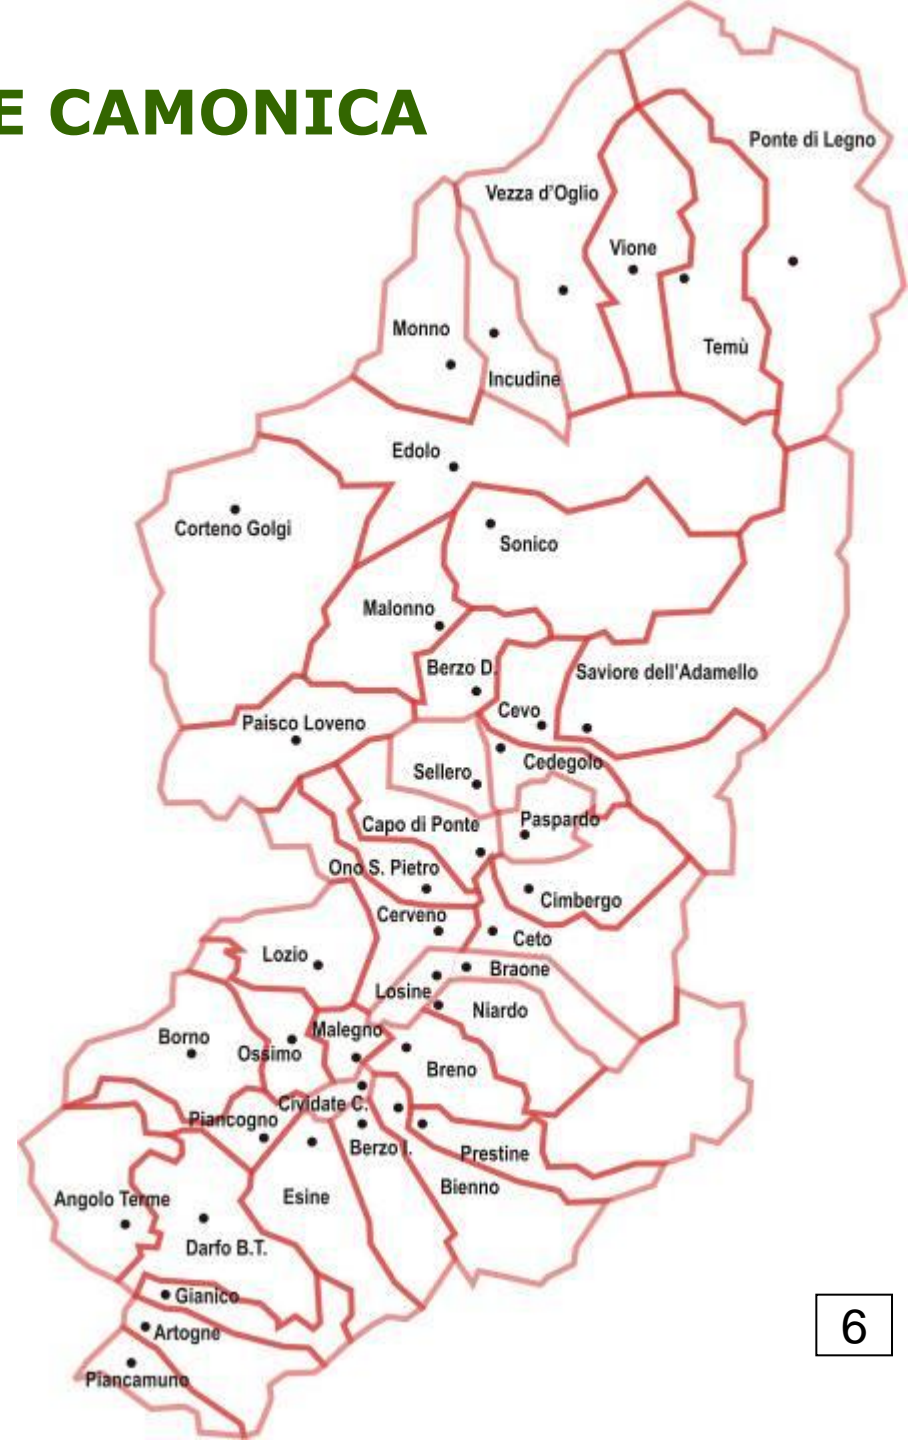 E CAMONICA
Ponte di Legno
Vezza d'Oglio
Vione
Monno
Temù
Incudine
Edolo
Corteno Golgi
Sonico
Malonno
Berzo D.
Saviore dell'Adamello
Cevo
Paisco Loveno
Cedegolo
Sellero
Paspardo
Capo di Ponte
Ono S. Pietro
Cimbergo
Cerveno
Ceto
Lozio
Braone
Losine
Niardo
Malegno
Borno
Ossimo
Breno
Cividate C.
Piancogno
Berzo I.
Prestine
Bienno
Esine
Angolo Terme
Darfo B.T.
Gianico
Artogne
Piancamuno
6